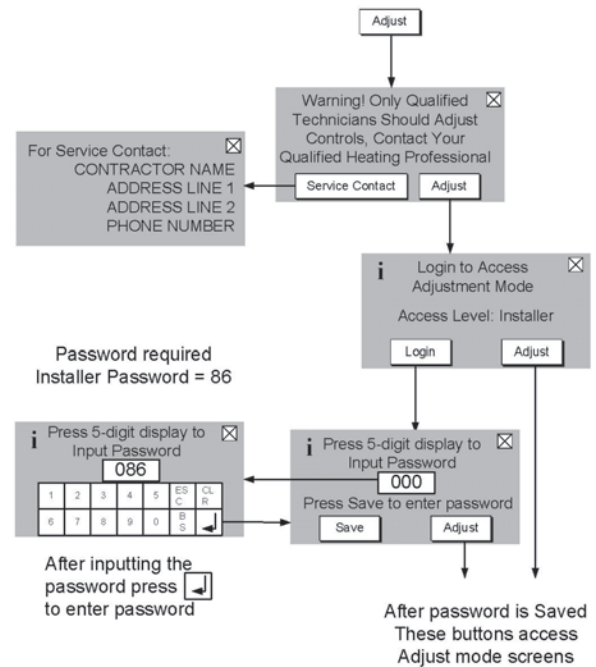 Adjust
Warning! Only Qualified
Technicians Should Adjust
Controls, Contact Your
Qualified Heating Professional
Service Contact
Adjust
For Service Contact:
CONTRACTOR NAME
ADDRESS LINE 1
ADDRESS LINE 2
PHONE NUMBER
i Login to Access
Adjustment Mode
Access Level: Installer
Login
Adjust
Password required
Installer Password = 86
i Press 5-digit display to
Input Password
086
1 2 3 4 5 ES
C CL
R
6 7 8 9 0 B
S
i Press 5-digit display to
Input Password
000
Press Save to enter password
Save
Adjust
After inputting the
password press
to enter password
After password is Saved
These buttons access
Adjust mode screens